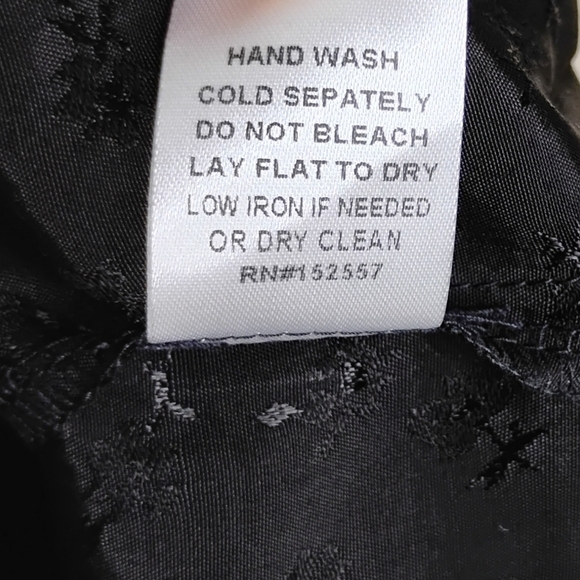 HAND WASH
COLD SEPATELY
DO NOT BLEACH
LAY FLAT TO DRY
LOW IRON IF NEEDED
OR DRY CLEAN
RN#152557